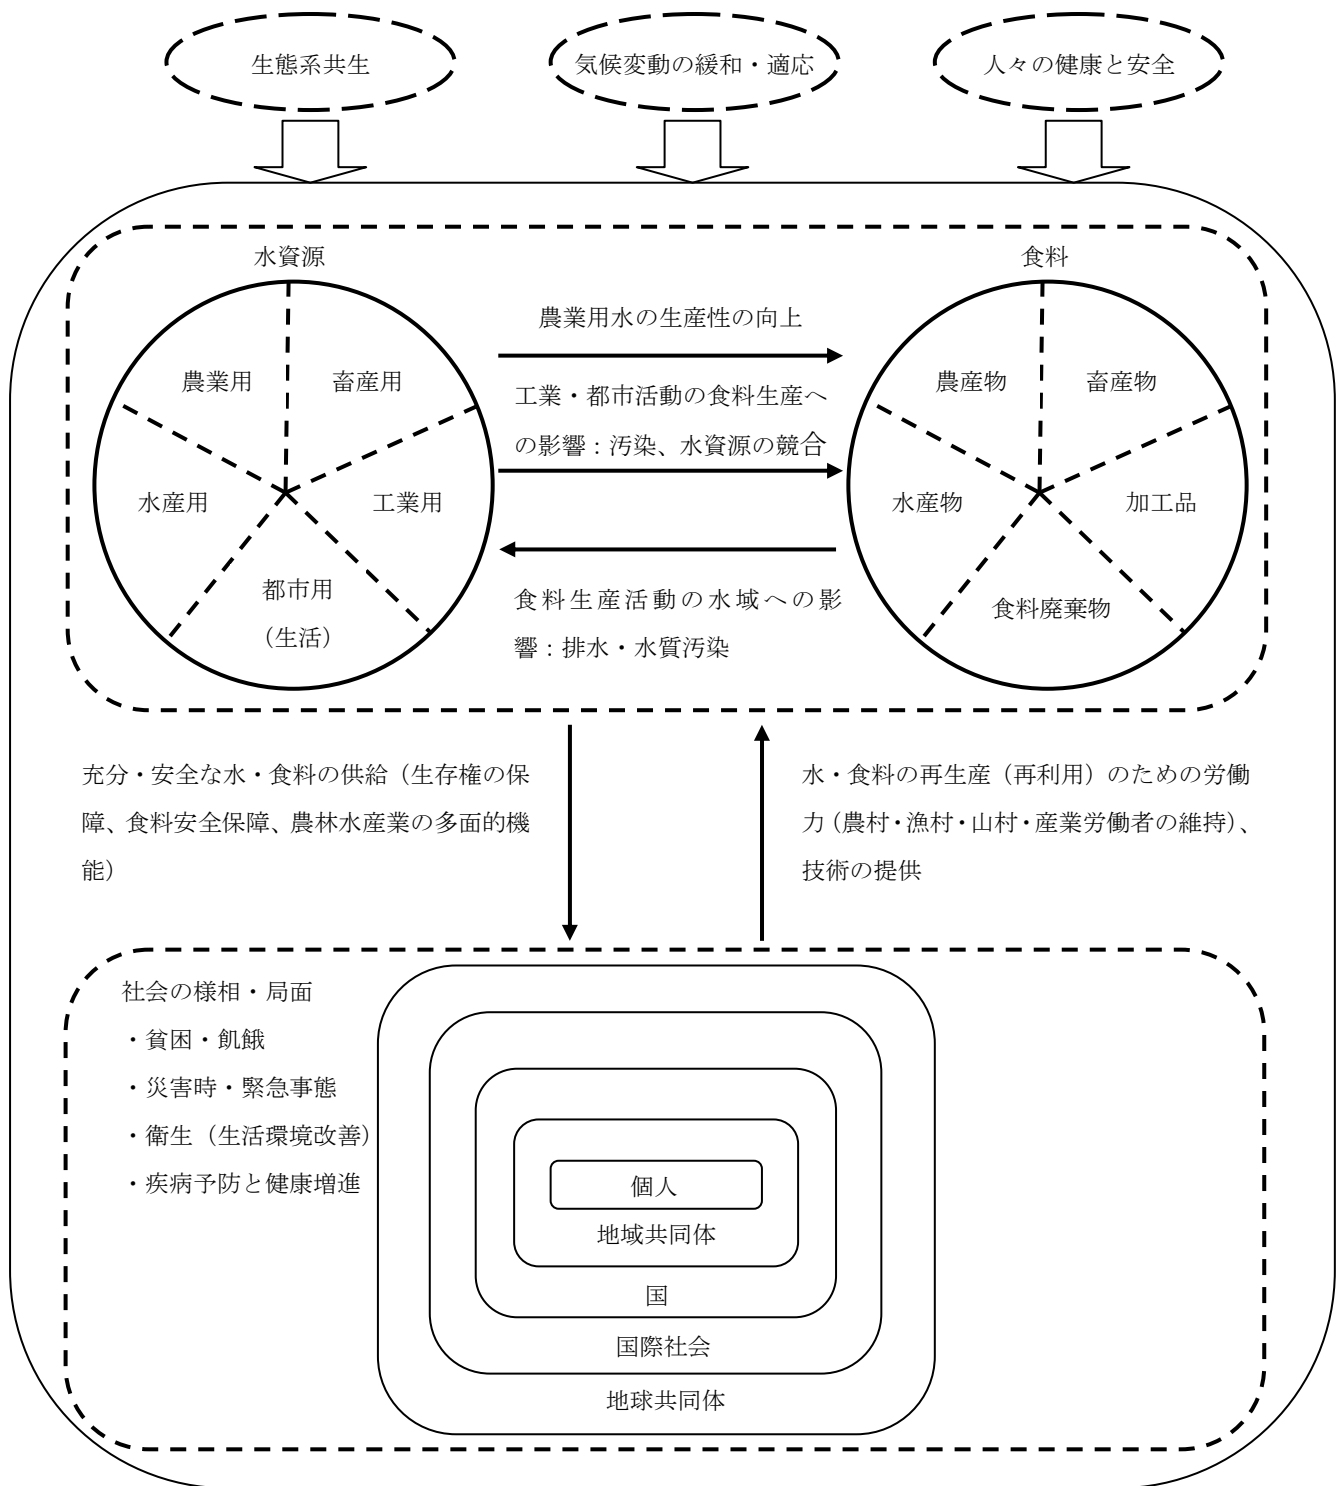 生態系共生
気候変動の緩和・適応
人々の健康と安全
水資源
食料
農業用
畜産用
水産用
工業用
都市用
（生活）
農業用水の生産性の向上
工業・都市活動の食料生産へ
の影響：汚染、水資源の競合
食料生産活動の水域への影
響：排水・水質汚染
農産物
畜産物
水産物
加工品
食料廃棄物
充分・安全な水・食料の供給（生存権の保
障、食料安全保障、農林水産業の多面的機
能）
水・食料の再生産（再利用）のための労働
力（農村・漁村・山村・産業労働者の維持）、
技術の提供
社会の様相・局面
・貧困・飢餓
・災害時・緊急事態
・衛生（生活環境改善）
・疾病予防と健康増進
個人
地域共同体
国
国際社会
地球共同体